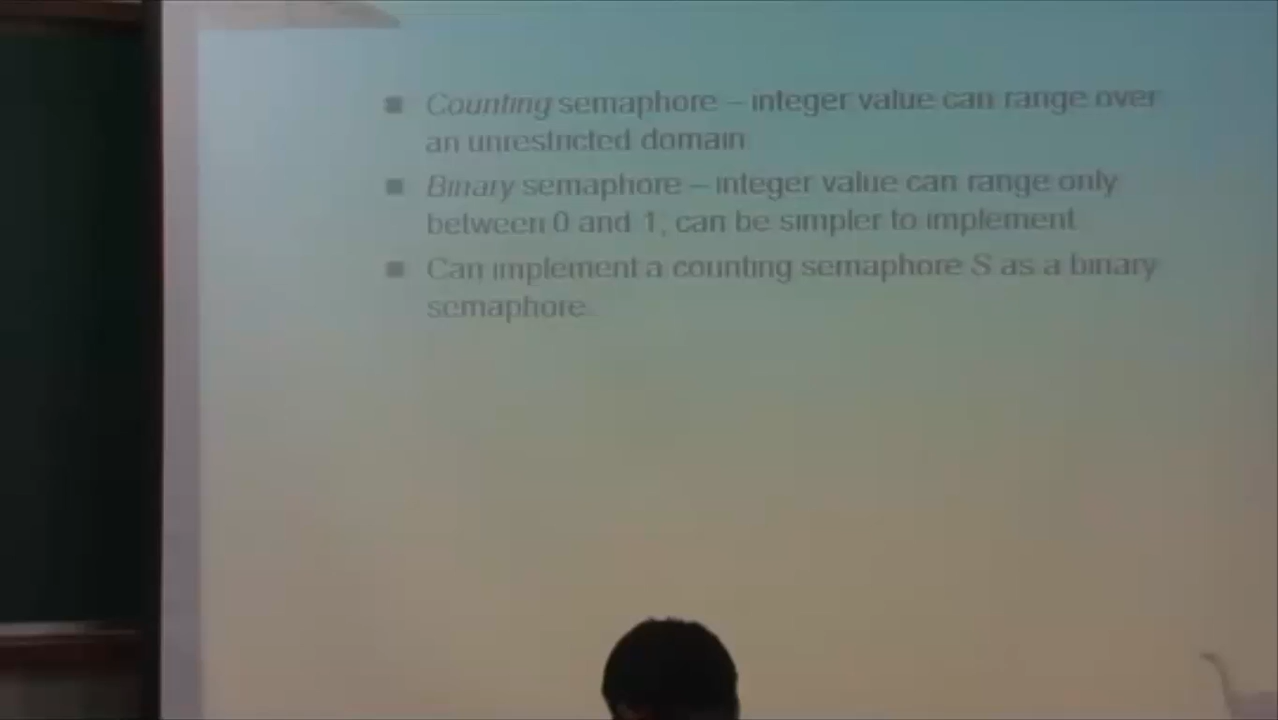 Counting semaphore – integer value can range over
an unrestricted domain
Binary semaphore – integer value can range only
between 0 and 1; can be simpler to implement
Can implement a counting semaphore S as a binary
semaphore.